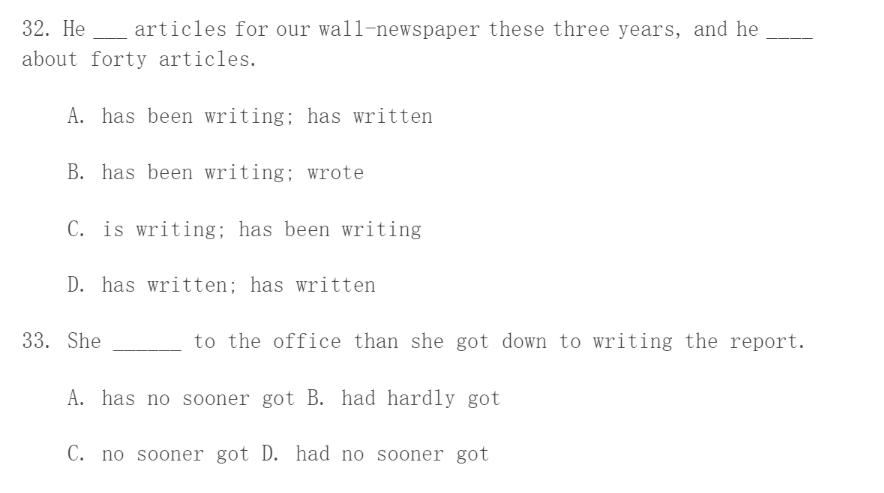 32. He ___ articles for our wall-newspaper these three years, and he ____
about forty articles.
A. has been writing; has written
B. has been writing; wrote
C. is writing; has been writing
D. has written; has written
33. She ______ to the office than she got down to writing the report.
A. has no sooner got B. had hardly got
C. no sooner got D. had no sooner got